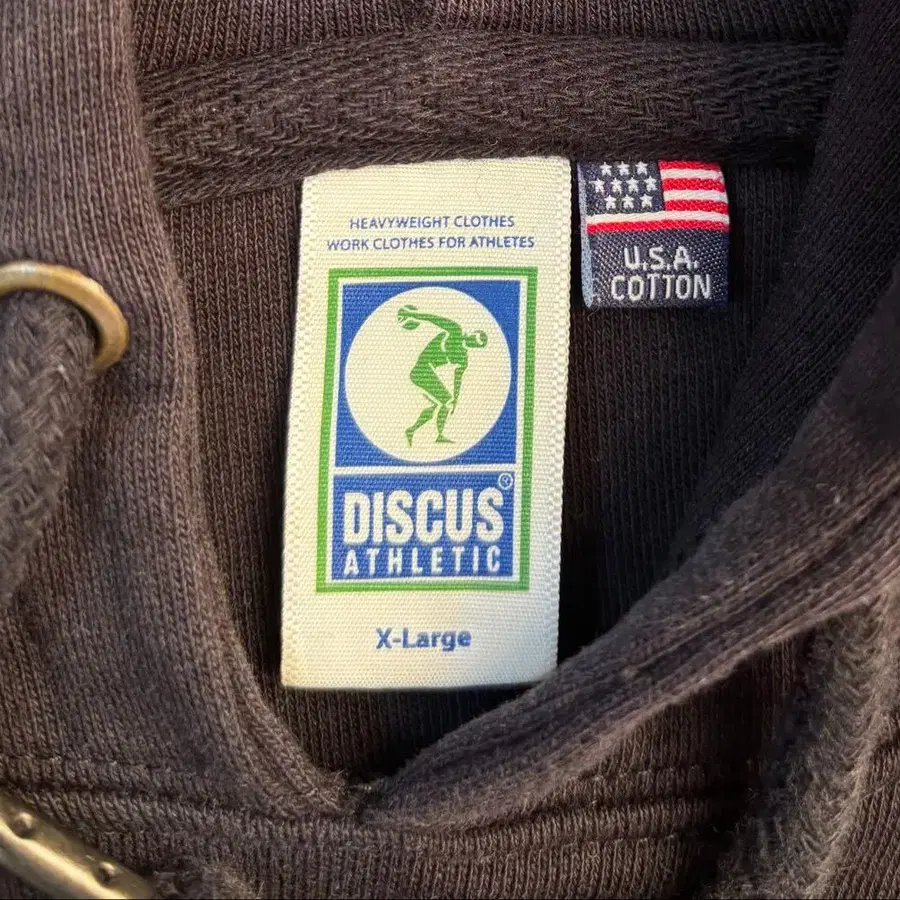 HEAVYWEIGHT CLOTHES
WORK CLOTHES FOR ATHLETES
DISCUS®
ATHLETIC
X-Large
U.S.A.
COTTON